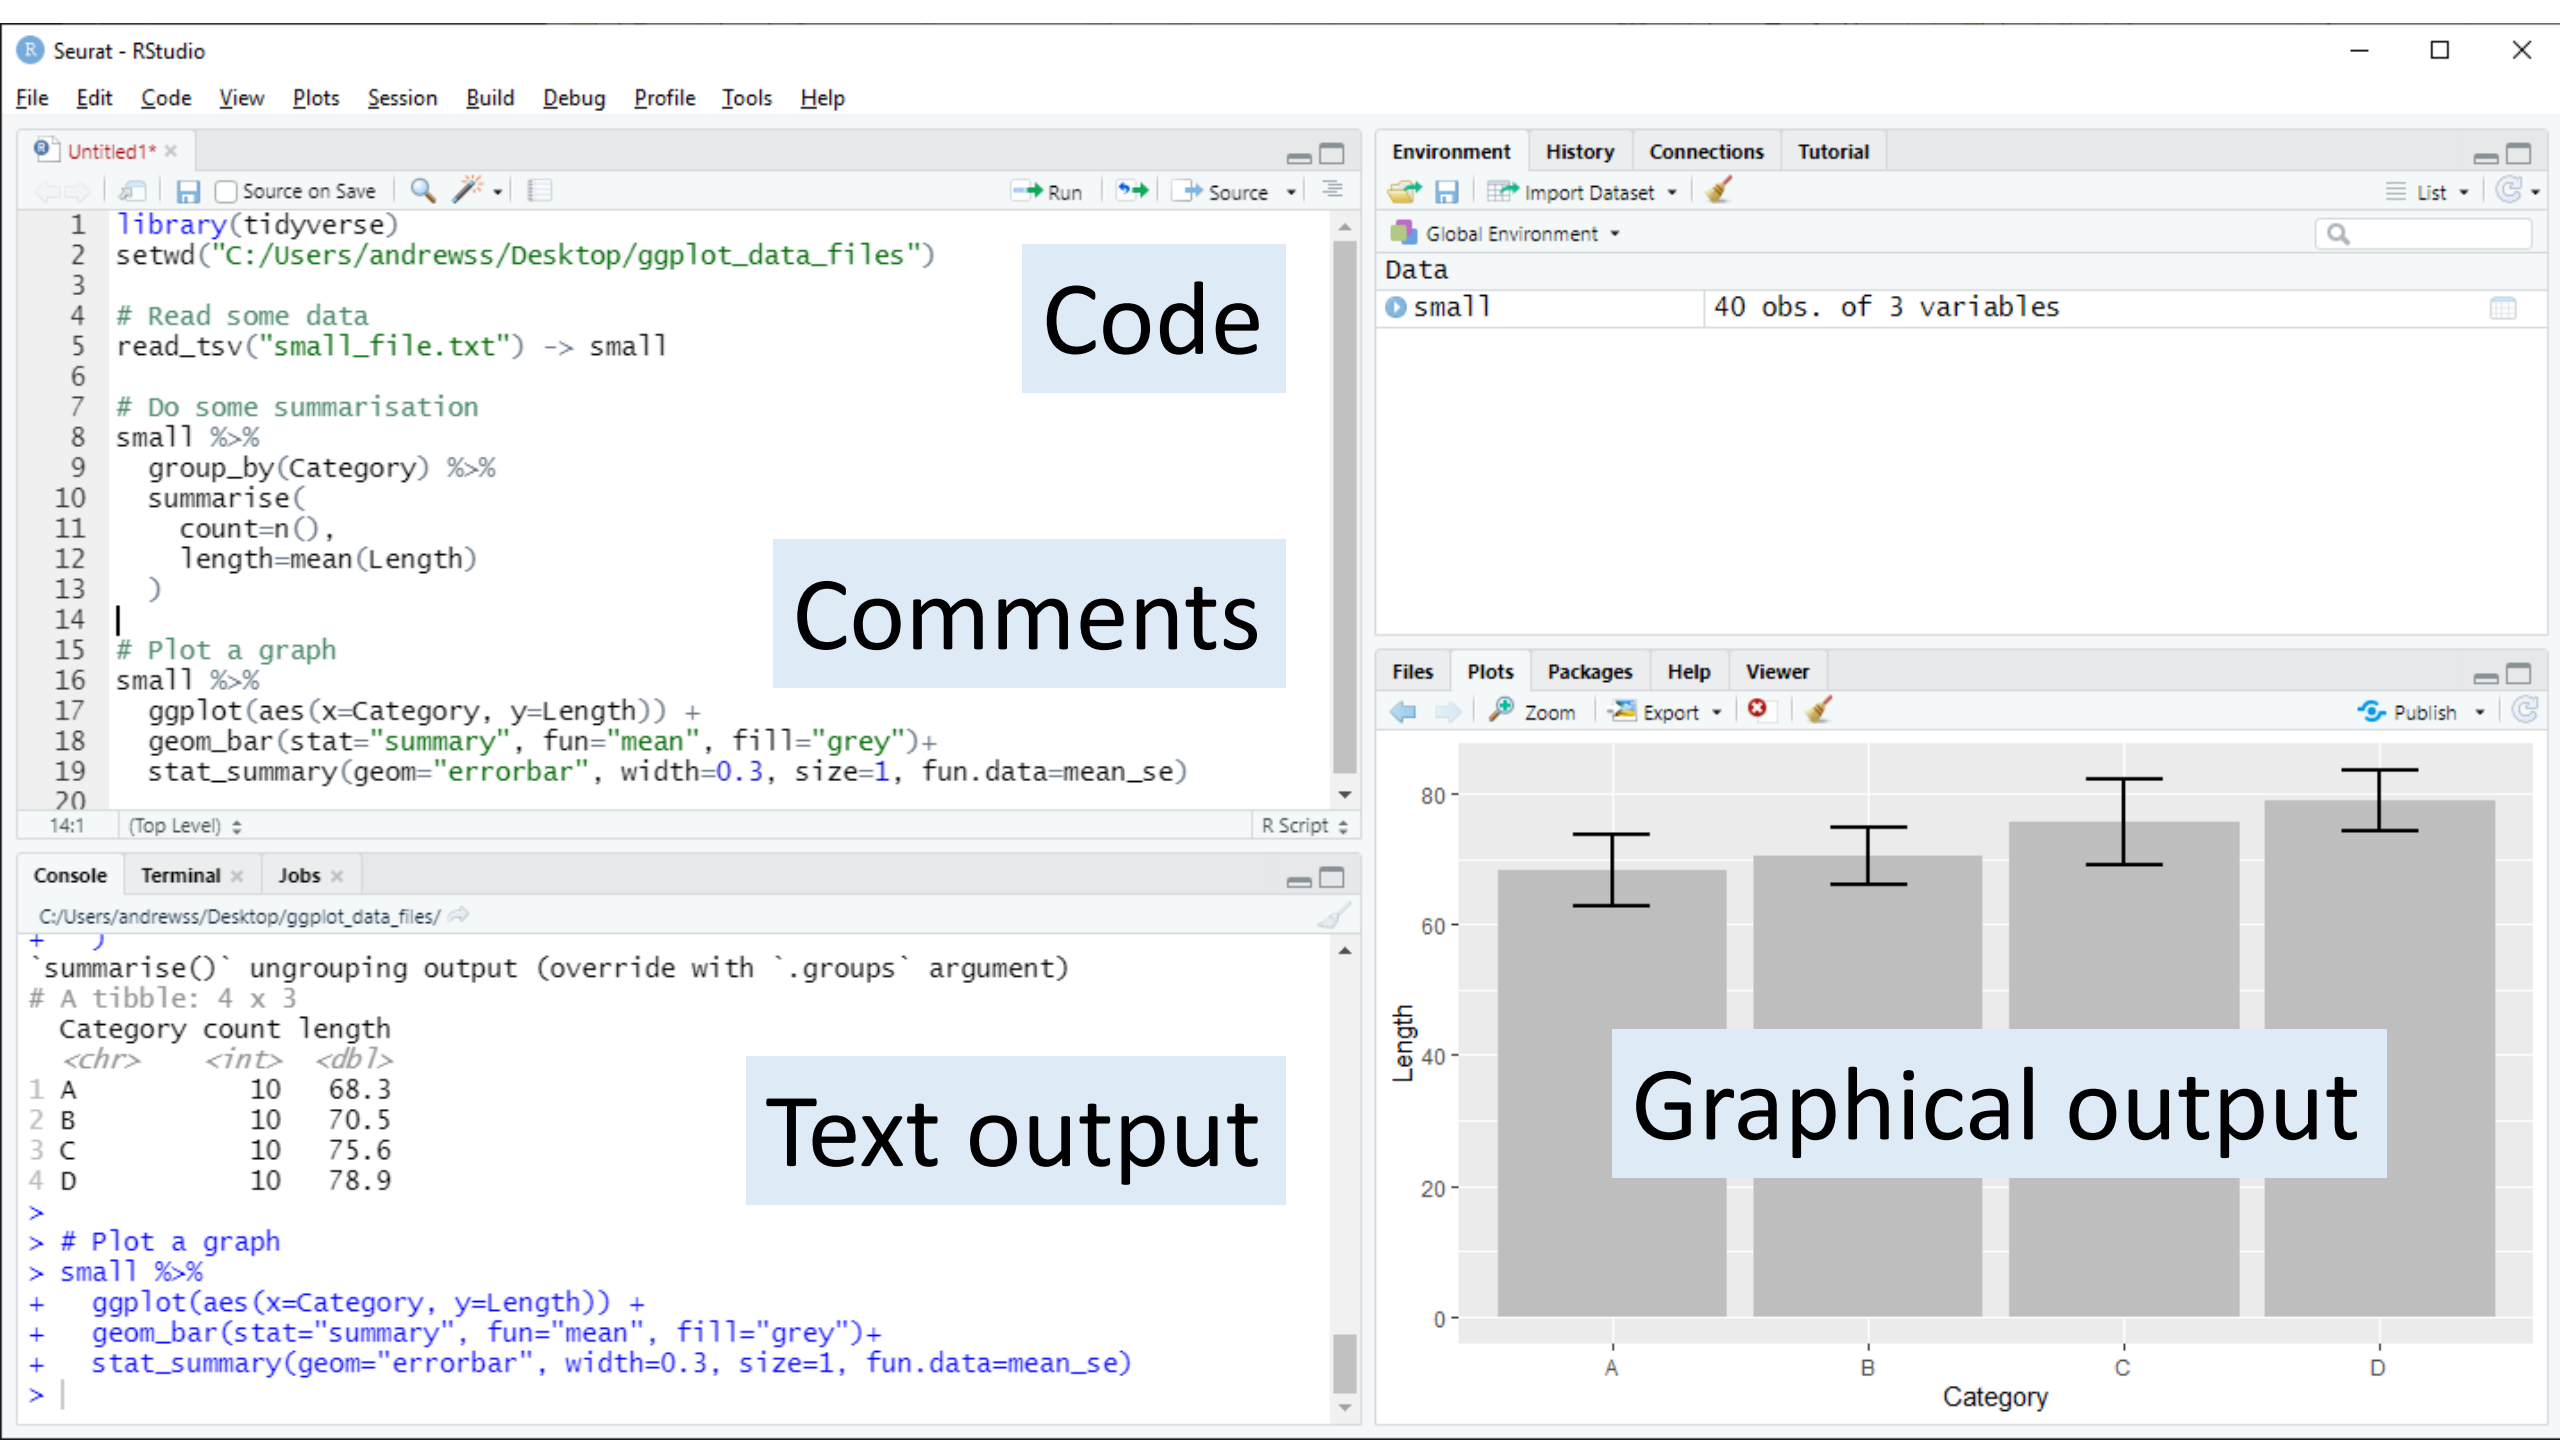 Seurat - RStudio
File Edit Code View Plots Session Build Debug Profile Tools Help
Untitled1*
Source on Save Run Source
1 library(tidyverse)
2 setwd("C:/Users/andrewss/Desktop/ggplot_data_files")
3
4 # Read some data
5 read_tsv("small_file.txt") -> small
6
7 # Do some summarisation
8 small %>%
9   group_by(Category) %>%
10   summarise(
11     count=n(),
12     length=mean(Length)
13   )
14
15 # Plot a graph
16 small %>%
17   ggplot(aes(x=Category, y=Length)) +
18   geom_bar(stat="summary", fun="mean", fill="grey")+
19   stat_summary(geom="errorbar", width=0.3, size=1, fun.data=mean_se)
20
Code
Comments
14:1 (Top Level) R Script
Console Terminal Jobs
C:/Users/andrewss/Desktop/ggplot_data_files/
+   )
`summarise()` ungrouping output (override with `.groups` argument)
# A tibble: 4 x 3
Category count length
<chr> <int> <dbl>
1 A 10 68.3
2 B 10 70.5
3 C 10 75.6
4 D 10 78.9
>
> # Plot a graph
> small %>%
+   ggplot(aes(x=Category, y=Length)) +
+   geom_bar(stat="summary", fun="mean", fill="grey")+
+   stat_summary(geom="errorbar", width=0.3, size=1, fun.data=mean_se)
>
Text output
Environment History Connections Tutorial
Import Dataset List
Global Environment
Data
small 40 obs. of 3 variables
Files Plots Packages Help Viewer
Zoom Export Publish
80
60
40
20
0
Length
Graphical output
A B C D
Category